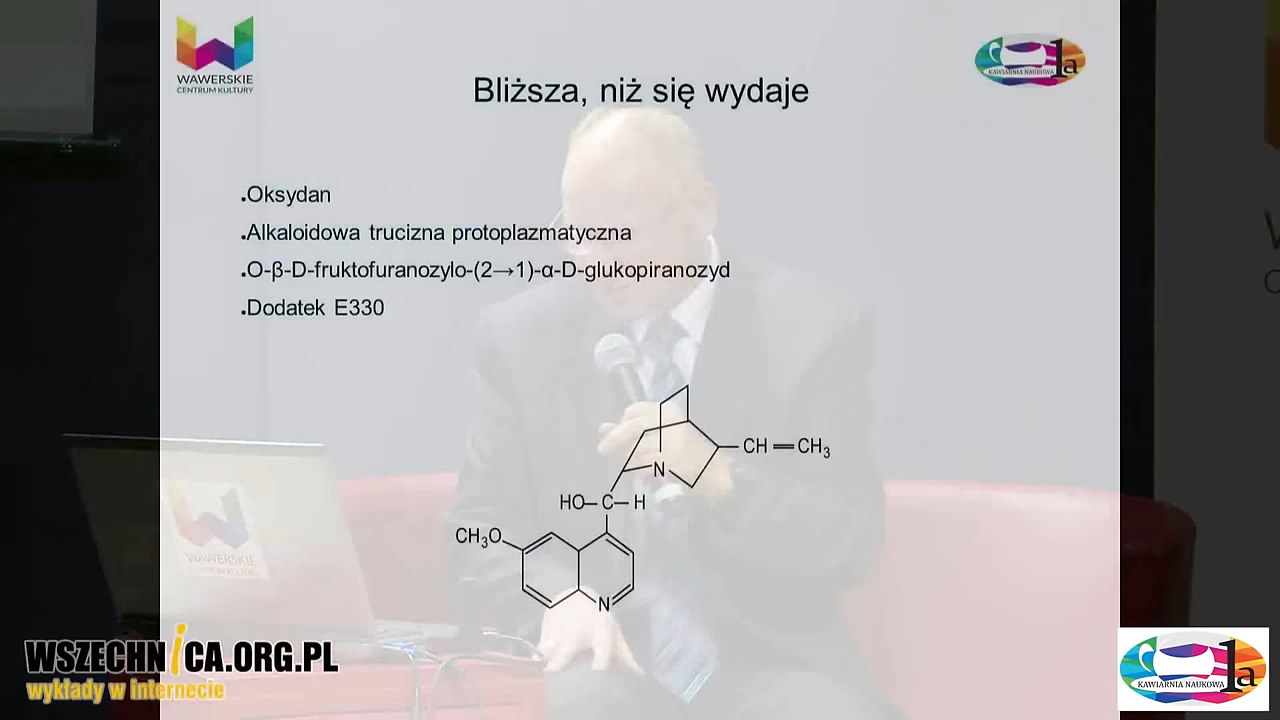 WAWERSKIE
CENTRUM KULTURY
KAWIARNIA NAUKOWA 1a
Bliższa, niż się wydaje
.Oksydan
.Alkaloidowa trucizna protoplazmatyczna
.O-β-D-fruktofuranozylo-(2→1)-α-D-glukopiranozyd
.Dodatek E330
CH=CH3
N
HO-C-H
CH3O
N
WAWERSKIE
WSZECHNICA.ORG.PL
wykłady w internecie
KAWIARNIA NAUKOWA 1a